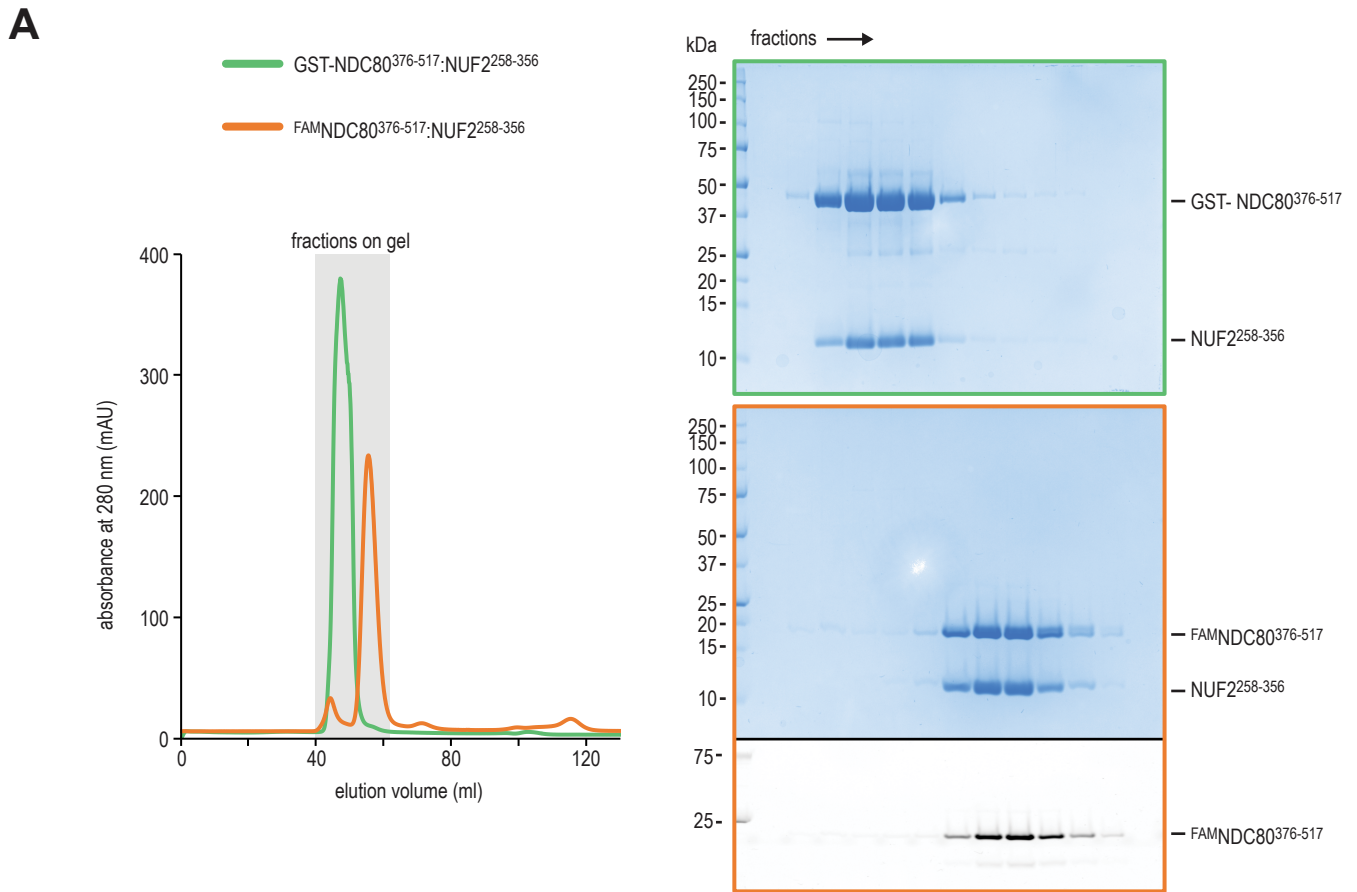 A
GST-NDC80376-517:NUF2258-356
FAMNDC80376-517:NUF2258-356
fractions on gel
400
300
200
100
0
absorbance at 280 nm (mAU)
0
40
80
120
elution volume (ml)
kDa
fractions
250
150
100
75
50
37
25
20
15
10
GST- NDC80376-517
NUF2258-356
250
150
100
75
50
37
25
20
15
10
FAMNDC80376-517
NUF2258-356
75
25
FAMNDC80376-517